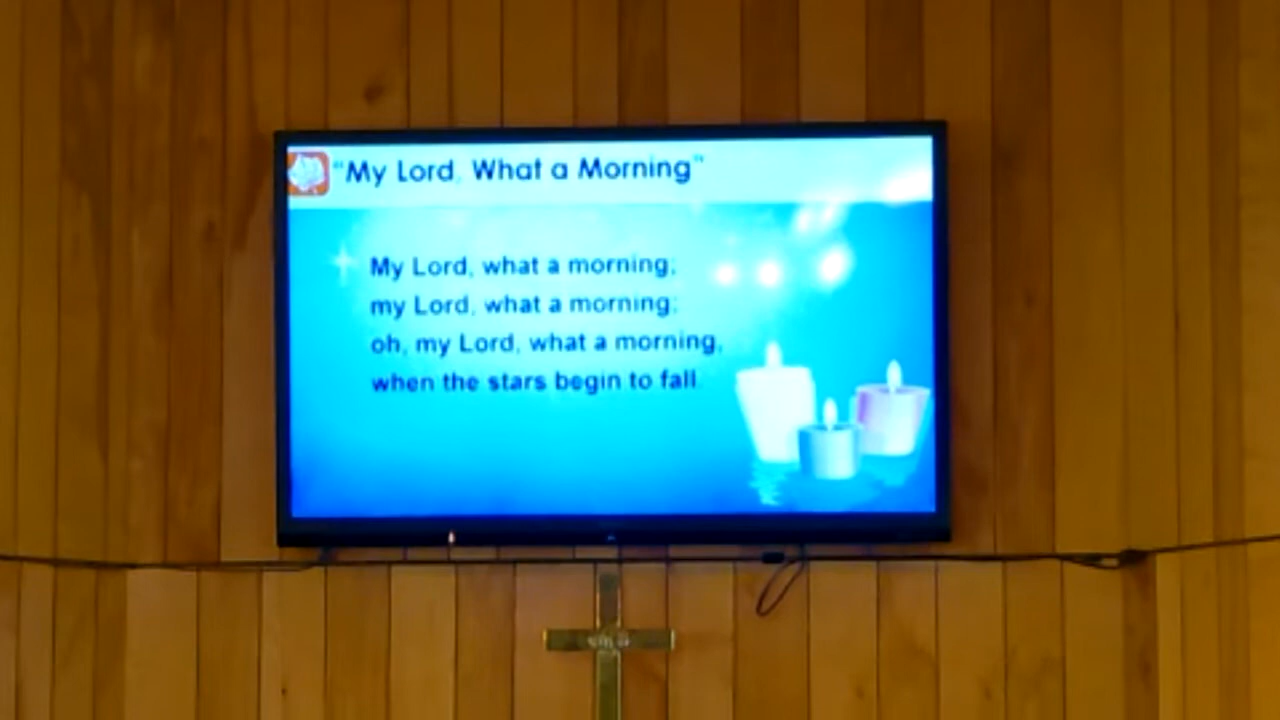 "My Lord, What a Morning"
My Lord, what a morning;
my Lord, what a morning;
oh, my Lord, what a morning,
when the stars begin to fall.